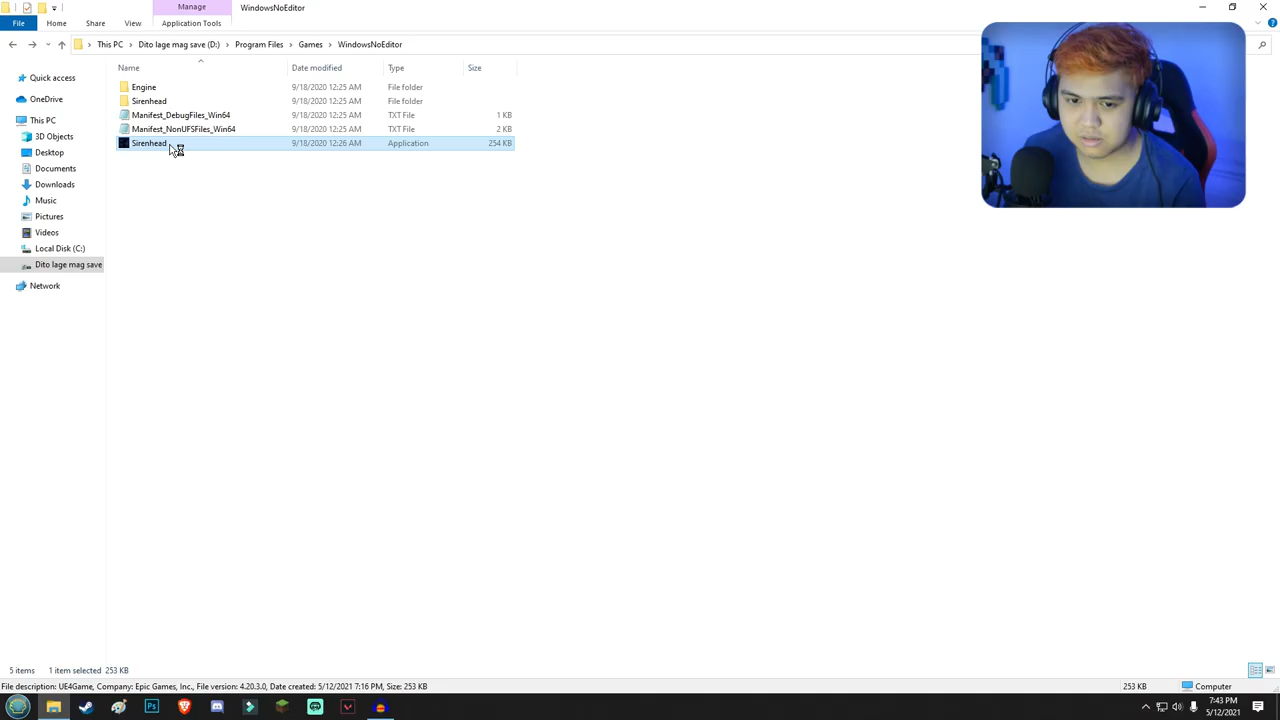 Manage
WindowsNoEditor
File
Home
Share
View
Application Tools
This PC
Dito lage mag save (D:)
Program Files
Games
WindowsNoEditor
Name
Date modified
Type
Size
Quick access
OneDrive
This PC
3D Objects
Desktop
Documents
Downloads
Music
Pictures
Videos
Local Disk (C:)
Dito lage mag save
Network
Engine 9/18/2020 12:25 AM File folder
Sirenhead 9/18/2020 12:25 AM File folder
Manifest_DebugFiles_Win64 9/18/2020 12:25 AM TXT File 1 KB
Manifest_NonUFSFiles_Win64 9/18/2020 12:25 AM TXT File 2 KB
Sirenhead 9/18/2020 12:26 AM Application 254 KB
5 items 1 item selected 253 KB
File description: UE4Game, Company: Epic Games, Inc., File version: 4.20.3.0, Date created: 5/12/2021 7:16 PM, Size: 253 KB
253 KB
Computer
Ps
7:43 PM
5/12/2021